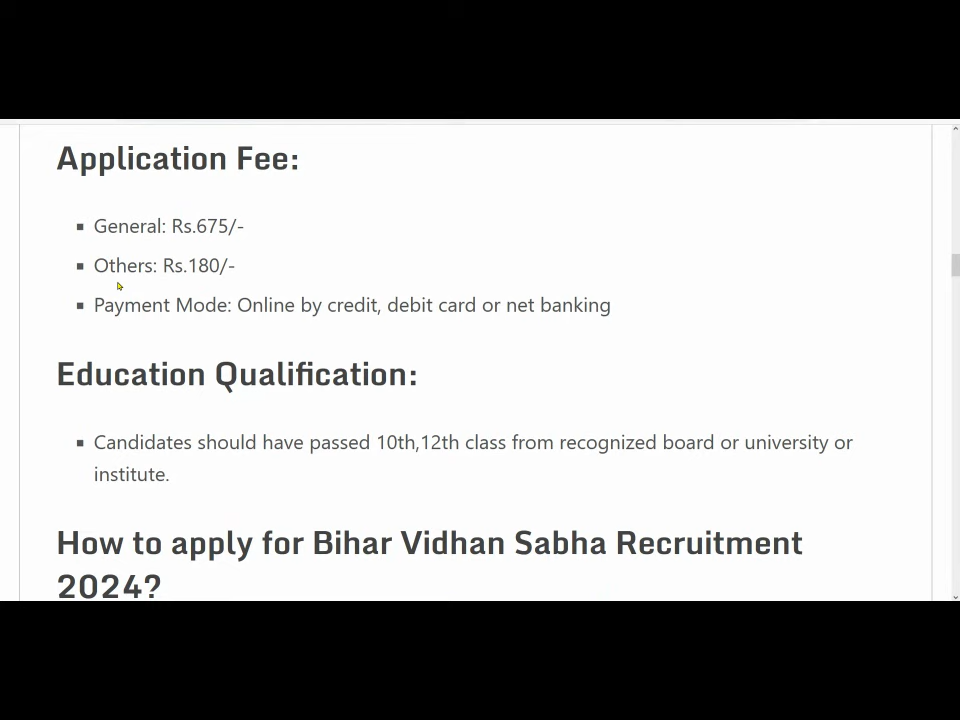 Application Fee:
General: Rs.675/-
Others: Rs.180/-
Payment Mode: Online by credit, debit card or net banking
Education Qualification:
Candidates should have passed 10th,12th class from recognized board or university or
institute.
How to apply for Bihar Vidhan Sabha Recruitment
2024?